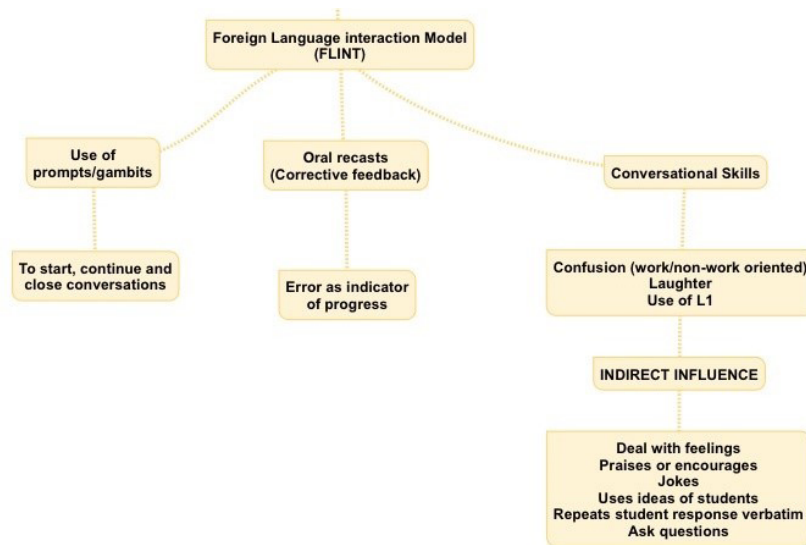 Foreign Language interaction Model
(FLINT)
Use of
prompts/gambits
Oral recasts
(Corrective feedback)
Conversational Skills
To start, continue and
close conversations
Error as indicator
of progress
Confusion (work/non-work oriented)
Laughter
Use of L1
INDIRECT INFLUENCE
Deal with feelings
Praises or encourages
Jokes
Uses ideas of students
Repeats student response verbatim
Ask questions